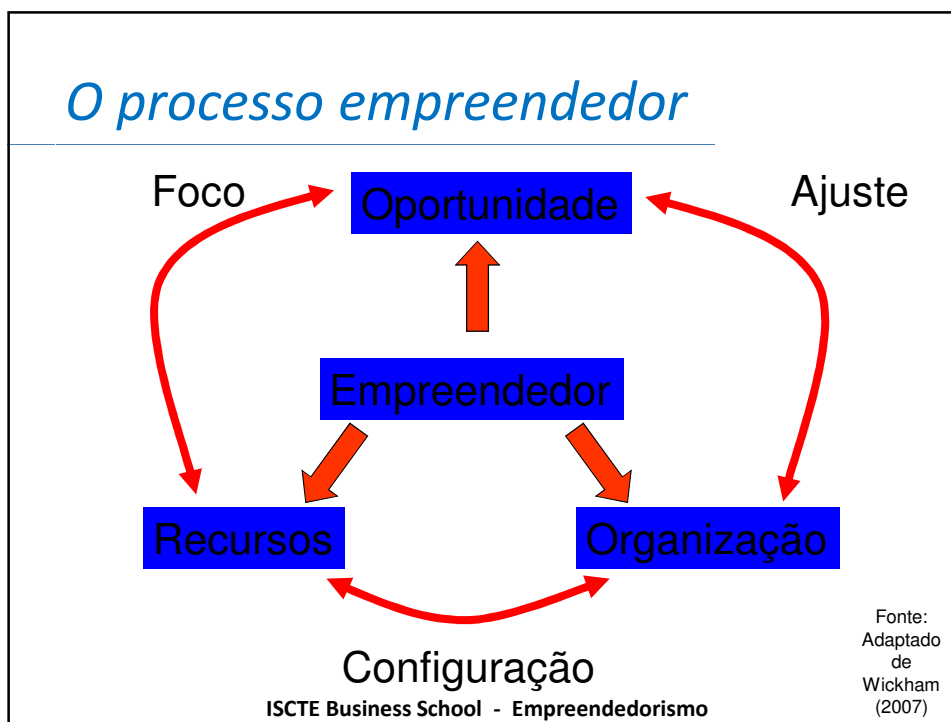 O processo empreendedor
Foco
Oportunidade
Ajuste
Empreendedor
Recursos
Organização
Configuração
Fonte:
Adaptado
de
Wickham
(2007)
ISCTE Business School - Empreendedorismo